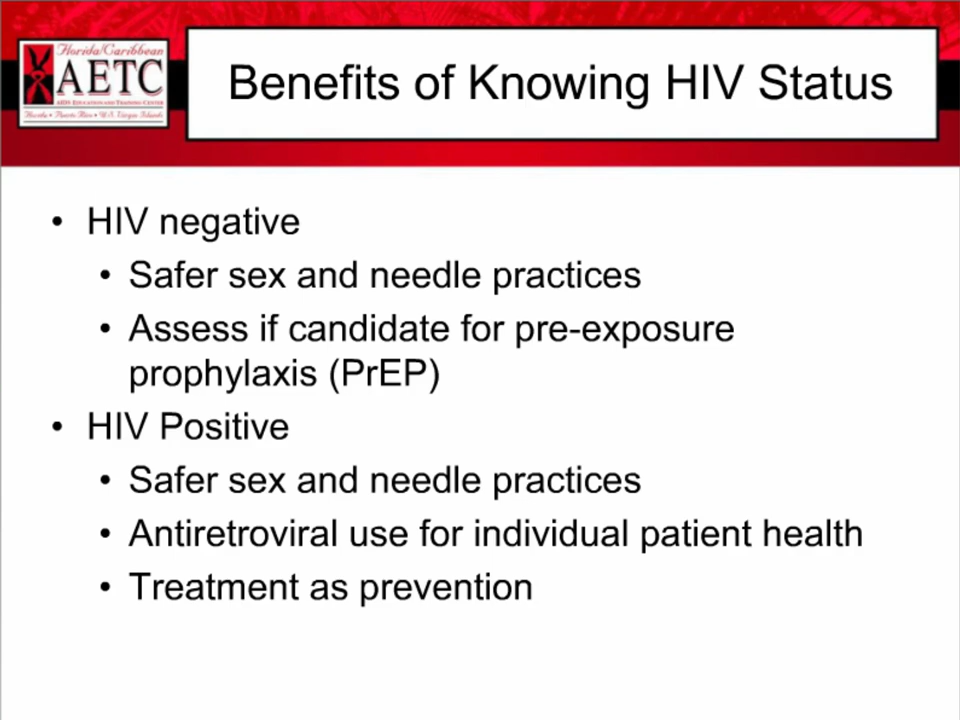 Florida/Caribbean
AETC
AIDS Education and Training Center
Florida • Puerto Rico • U.S. Virgin Islands
Benefits of Knowing HIV Status
• HIV negative
• Safer sex and needle practices
• Assess if candidate for pre-exposure
prophylaxis (PrEP)
• HIV Positive
• Safer sex and needle practices
• Antiretroviral use for individual patient health
• Treatment as prevention